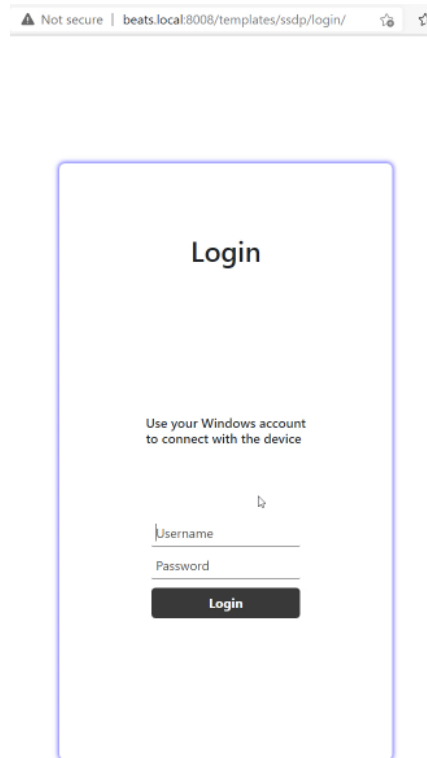 Not secure | beats.local:8008/templates/ssdp/login/
Login
Use your Windows account
to connect with the device
Username
Password
Login